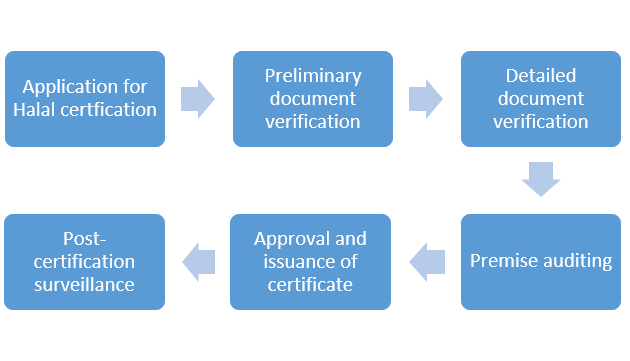 Application for
Halal certfication
Preliminary
document
verification
Detailed
document
verification
Premise auditing
Approval and
issuance of
certificate
Post-
certification
surveillance